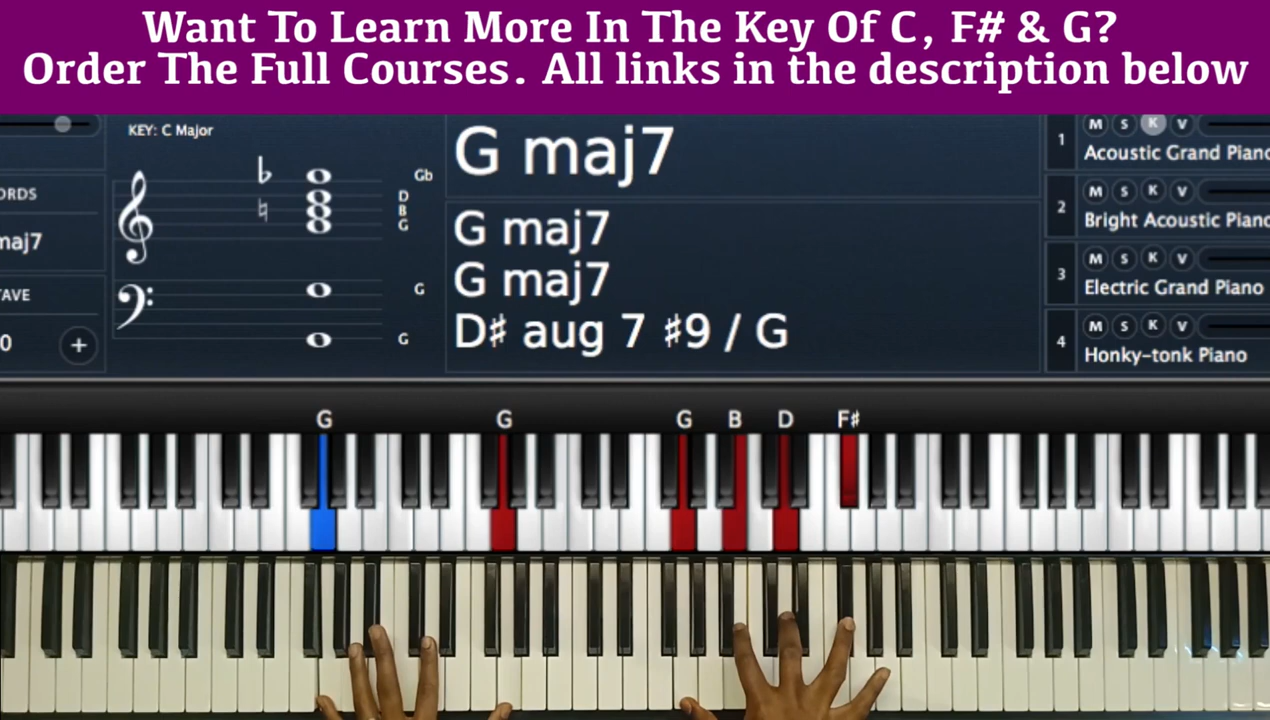 Want To Learn More In The Key Of C, F# & G?
Order The Full Courses. All links in the description below
KEY: C Major
G maj7
1 M S K V
Acoustic Grand Piano
ORDS
maj7
Gb
D
B
G
G
G
G maj7
G maj7
D♯ aug 7 ♯9 / G
2 M S K V
Bright Acoustic Piano
3 M S K V
Electric Grand Piano
TAVE
0 +
4 M S K V
Honky-tonk Piano
G G G B D F♯